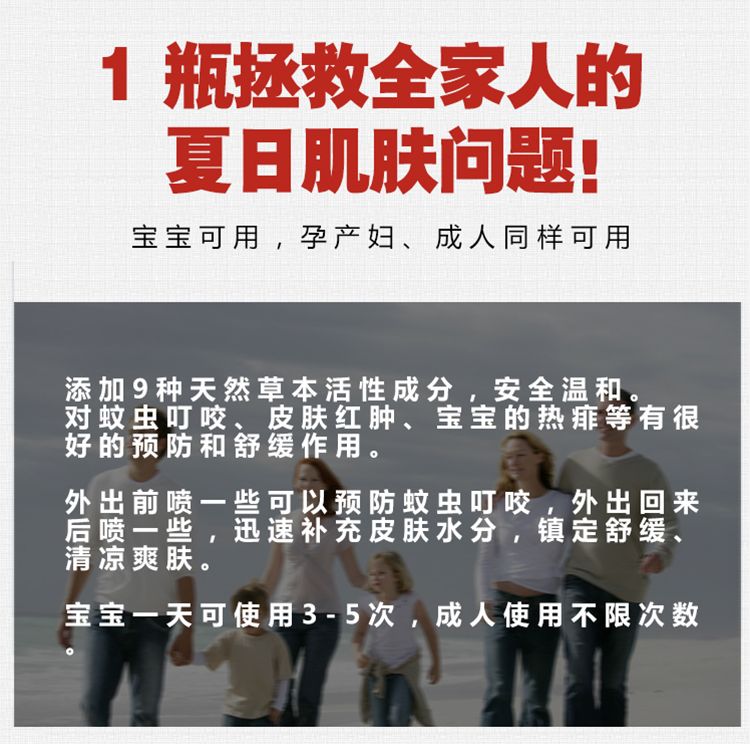 1 瓶拯救全家人的
夏日肌肤问题!
宝宝可用，孕产妇、成人同样可用
添加9种天然草本活性成分，安全温和。
对蚊虫叮咬、皮肤红肿、宝宝的热痱等有很
好的预防和舒缓作用。
外出前喷一些可以预防蚊虫叮咬，外出回来
后喷一些，迅速补充皮肤水分，镇定舒缓、
清凉爽肤。
宝宝一天可使用3-5次，成人使用不限次数
。